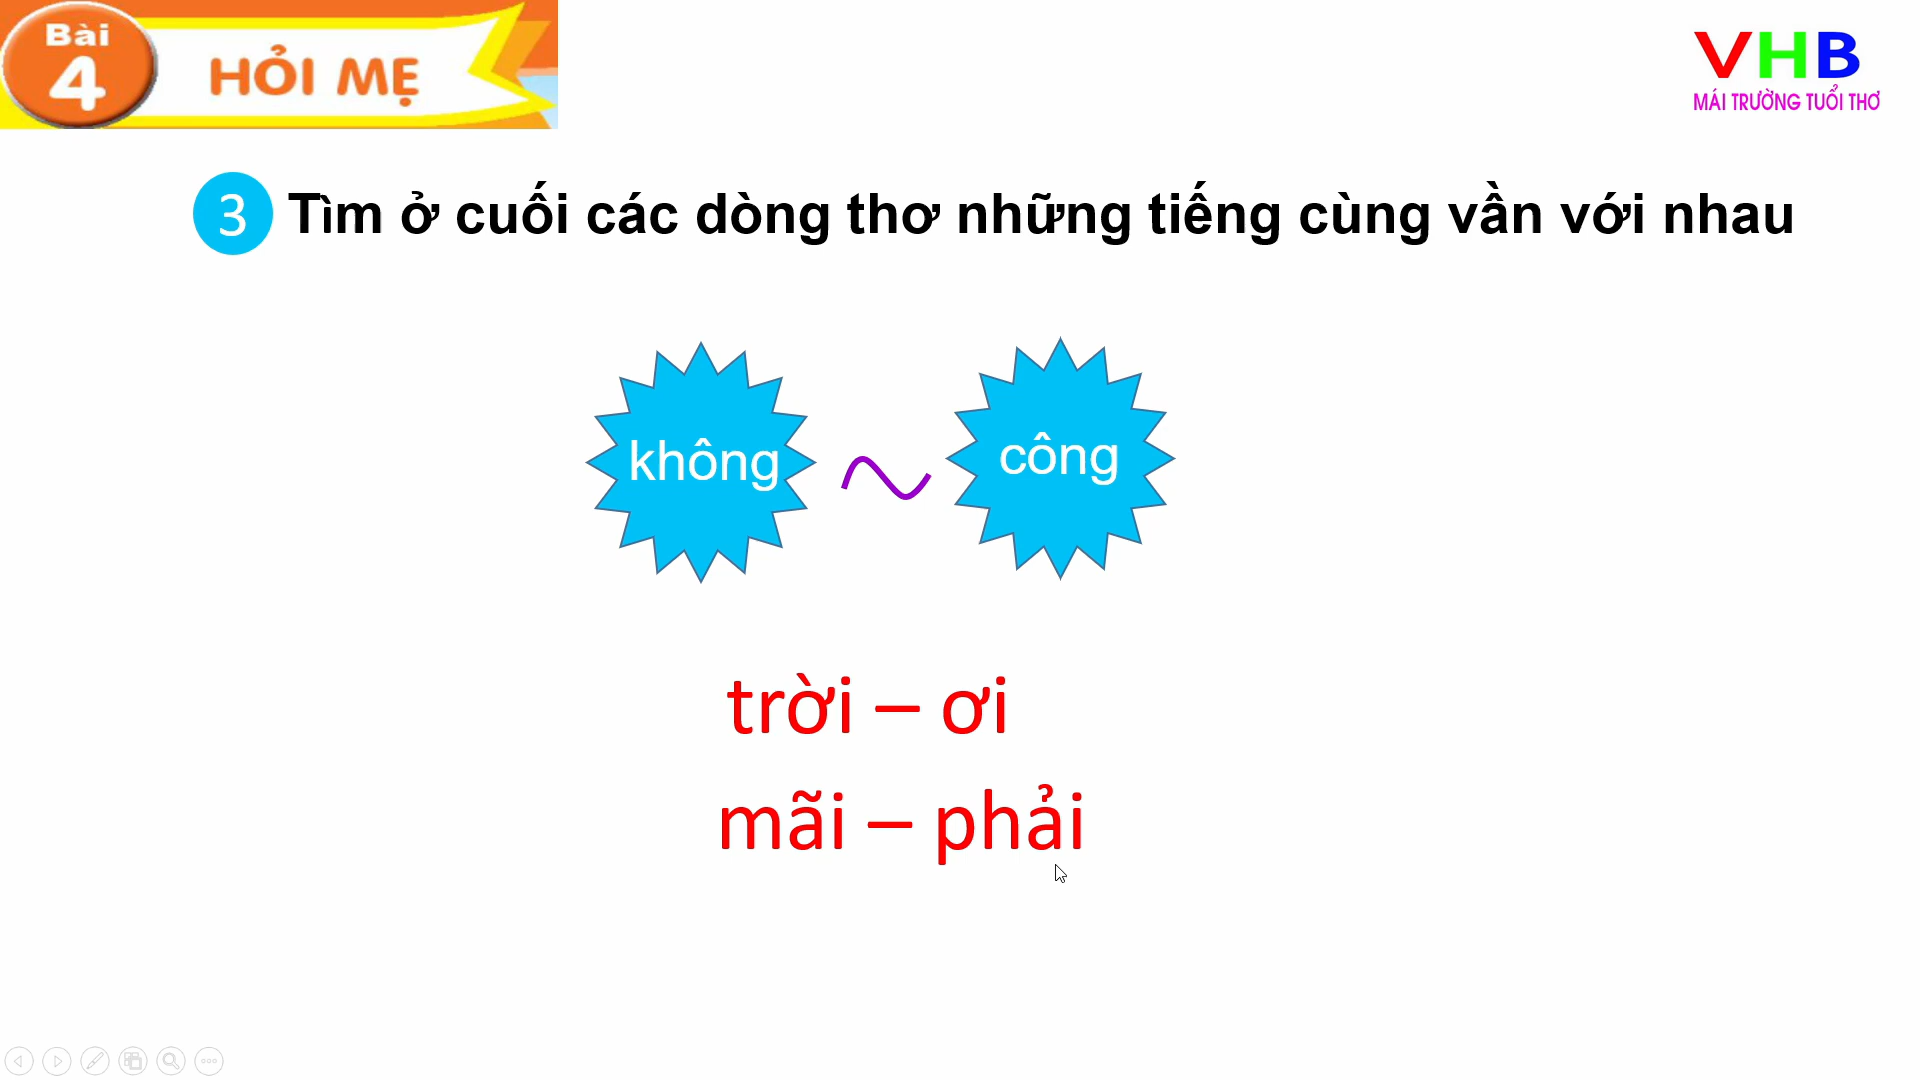 Bài
4
HỎI MẸ
VHB
MÁI TRƯỜNG TUỔI THƠ
3 Tìm ở cuối các dòng thơ những tiếng cùng vần với nhau
không
công
trời – ơi
mãi – phải